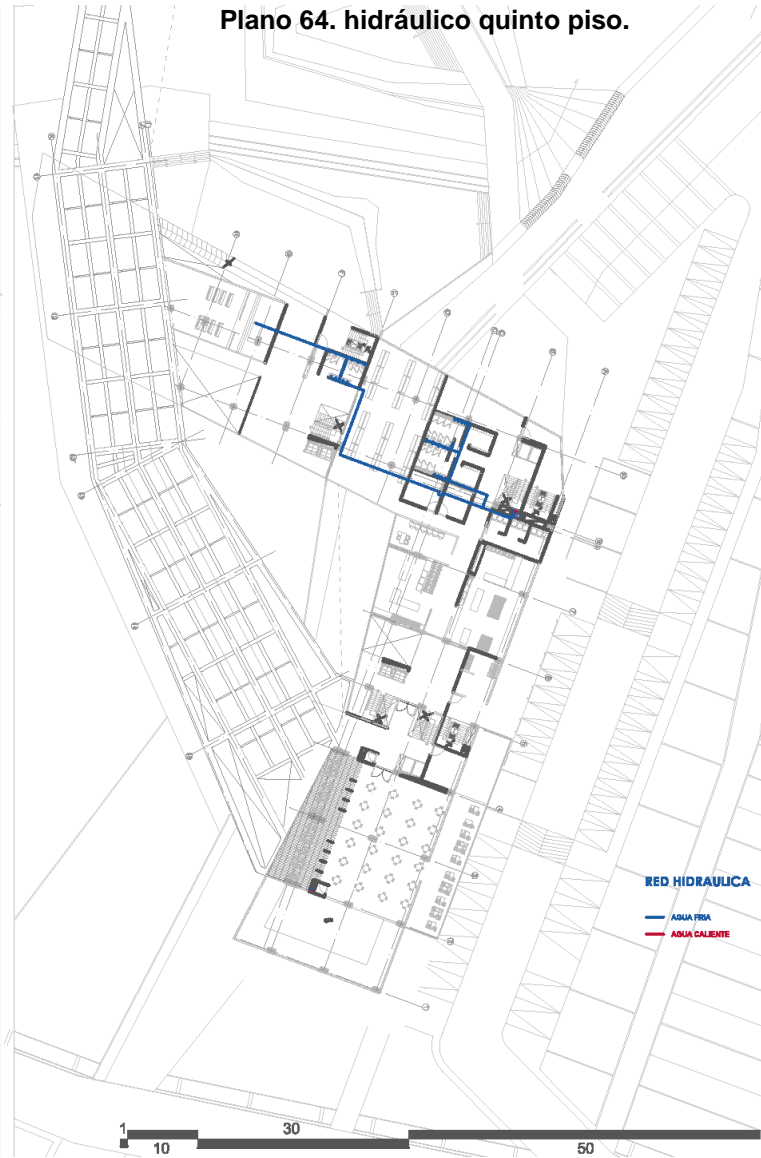 Plano 64. hidráulico quinto piso.
RED HIDRAULICA
AGUA FRIA
AGUA CALIENTE
1
30
10
50